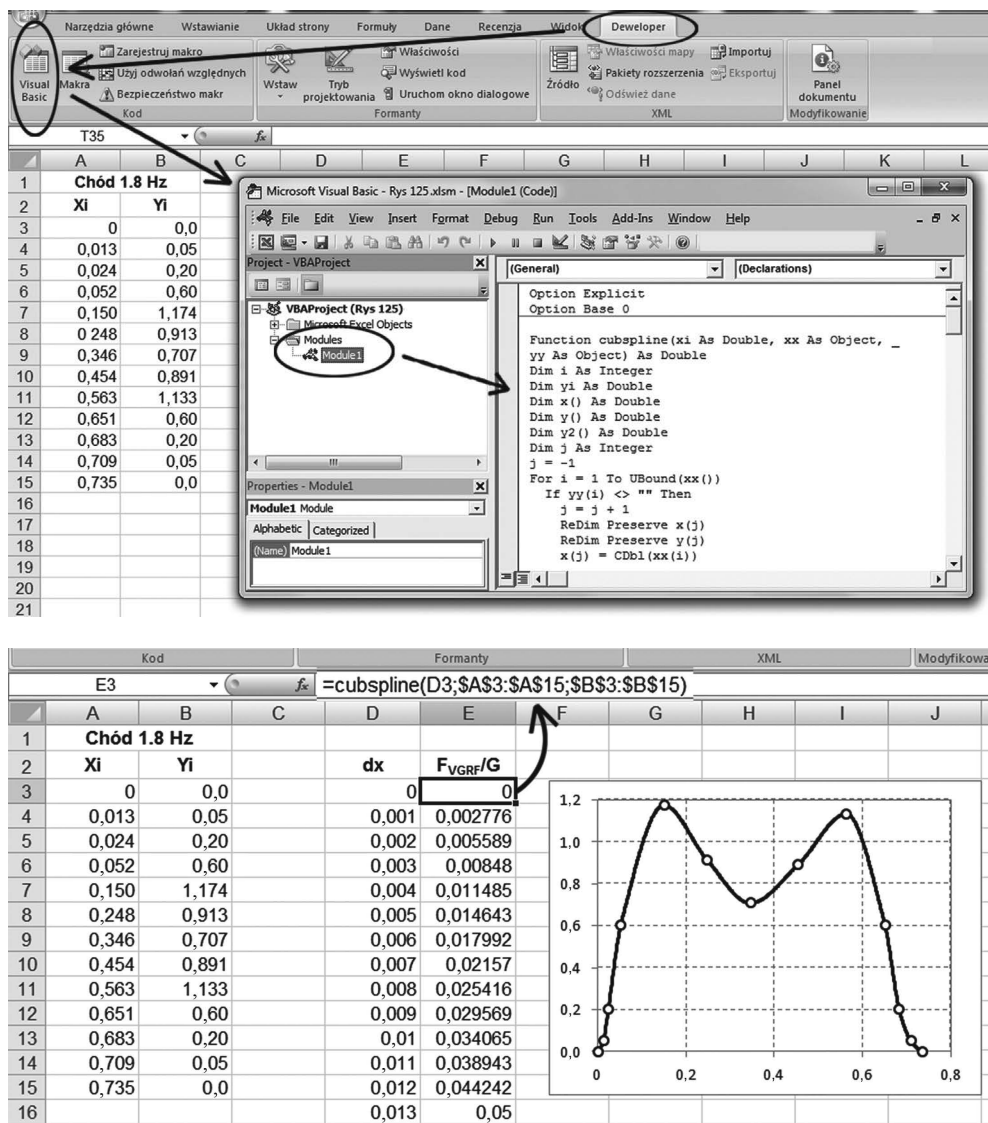 Narzędzia główne Wstawianie Układ strony Formuły Dane Recenzja Widok Deweloper
Visual Basic
Makra
Zarejestruj makro
Użyj odwołań względnych
Bezpieczeństwo makr
Kod
Wstaw
Tryb projektowania
Właściwości
Wyświetl kod
Uruchom okno dialogowe
Formanty
Źródło
Właściwości mapy
Pakiety rozszerzenia
Odśwież dane
Importuj
Eksportuj
XML
Panel dokumentu
Modyfikowanie
T35 fx
A B C D E F G H I J K L
1 Chód 1.8 Hz
2 Xi Yi
3 0 0,0
4 0,013 0,05
5 0,024 0,20
6 0,052 0,60
7 0,150 1,174
8 0 248 0,913
9 0,346 0,707
10 0,454 0,891
11 0,563 1,133
12 0,651 0,60
13 0,683 0,20
14 0,709 0,05
15 0,735 0,0
16
17
18
19
20
21
Microsoft Visual Basic - Rys 125.xlsm - [Module1 (Code)]
File Edit View Insert Format Debug Run Tools Add-Ins Window Help
Project - VBAProject
VBAProject (Rys 125)
Microsoft Excel Objects
Modules
Module1
Properties - Module1
Module1 Module
Alphabetic Categorized
(Name) Module1
(General) (Declarations)
Option Explicit
Option Base 0
Function cubspline(xi As Double, xx As Object, _
yy As Object) As Double
Dim i As Integer
Dim yi As Double
Dim x() As Double
Dim y() As Double
Dim y2() As Double
Dim j As Integer
j = -1
For i = 1 To UBound(xx())
If yy(i) <> "" Then
j = j + 1
ReDim Preserve x(j)
ReDim Preserve y(j)
x(j) = CDbl(xx(i))
Kod Formanty XML Modyfikowa
E3 fx =cubspline(D3;$A$3:$A$15;$B$3:$B$15)
A B C D E F G H I J
1 Chód 1.8 Hz
2 Xi Yi dx FVGRF/G
3 0 0,0 0 0
4 0,013 0,05 0,001 0,002776
5 0,024 0,20 0,002 0,005589
6 0,052 0,60 0,003 0,00848
7 0,150 1,174 0,004 0,011485
8 0,248 0,913 0,005 0,014643
9 0,346 0,707 0,006 0,017992
10 0,454 0,891 0,007 0,02157
11 0,563 1,133 0,008 0,025416
12 0,651 0,60 0,009 0,029569
13 0,683 0,20 0,01 0,034065
14 0,709 0,05 0,011 0,038943
15 0,735 0,0 0,012 0,044242
16 0,013 0,05
1,2
1,0
0,8
0,6
0,4
0,2
0,0
0 0,2 0,4 0,6 0,8